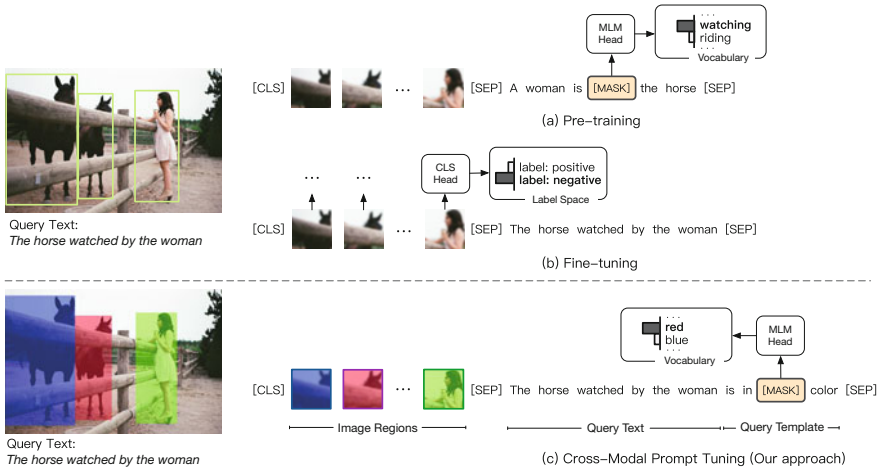 · · ·
watching
riding
· · ·
Vocabulary
MLM
Head
[CLS] ··· [SEP] A woman is [MASK] the horse [SEP]
(a) Pre-training
··· ···
CLS
Head
label: positive
label: negative
Label Space
[CLS] ··· [SEP] The horse watched by the woman [SEP]
(b) Fine-tuning
Query Text:
The horse watched by the woman
· · ·
red
blue
· · ·
Vocabulary
MLM
Head
[CLS] ··· [SEP] The horse watched by the woman is in [MASK] color [SEP]
Image Regions Query Text Query Template
(c) Cross-Modal Prompt Tuning (Our approach)
Query Text:
The horse watched by the woman